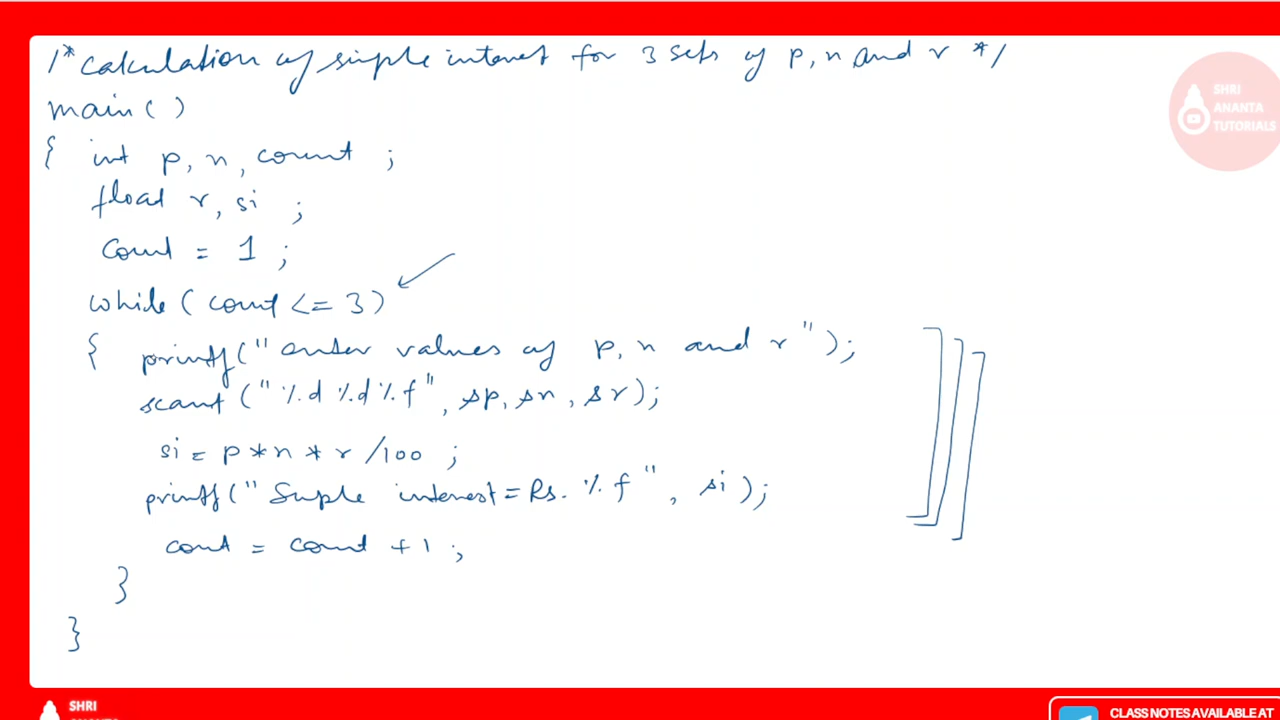 /* Calculation of simple interest for 3 sets of p, n and r */
SHRI
ANANTA
TUTORIALS
main( )
{ int p, n, count ;
float r, si ;
count = 1 ;
while ( count <= 3 )
{ printf(" enter values of p, n and r " );
scanf (" %d %d %f ", &p, &n, &r );
si = p * n * r /100 ;
printf(" Simple interest = Rs. %f " , si );
count = count +1 ;
}
}
SHRI
CLASS NOTES AVAILABLE AT